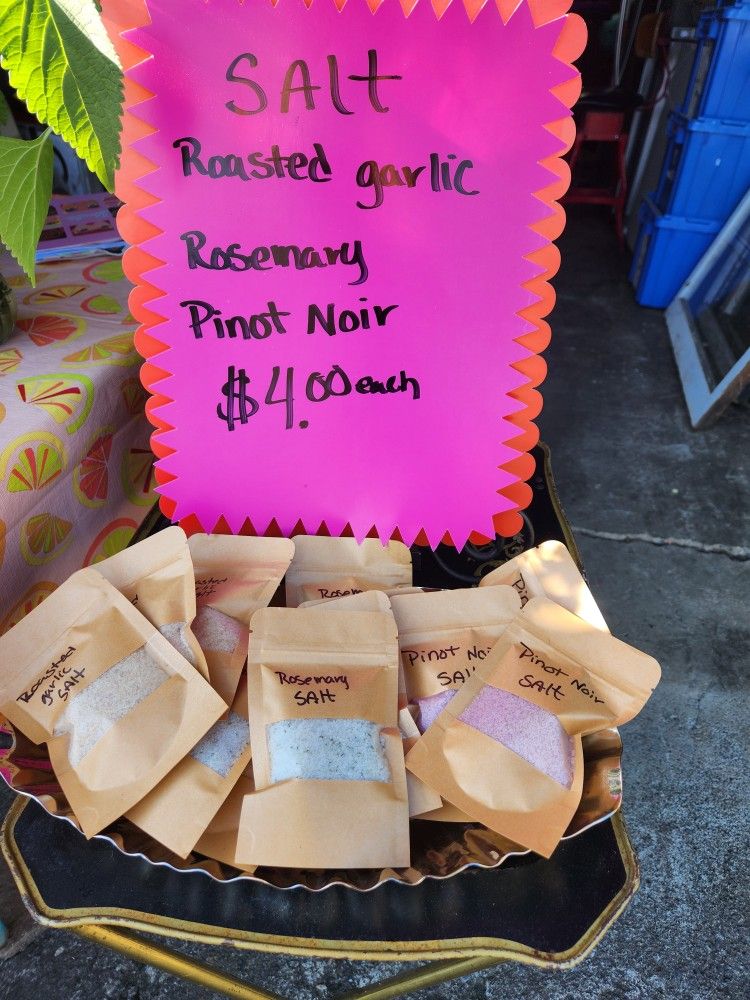 SALT
Roasted garlic
Rosemary
Pinot Noir
$4.00 each
Roasted
garlic
SALT
Rosemary
SALT
Pinot Noir
SALT
Pinot Noir
SALT